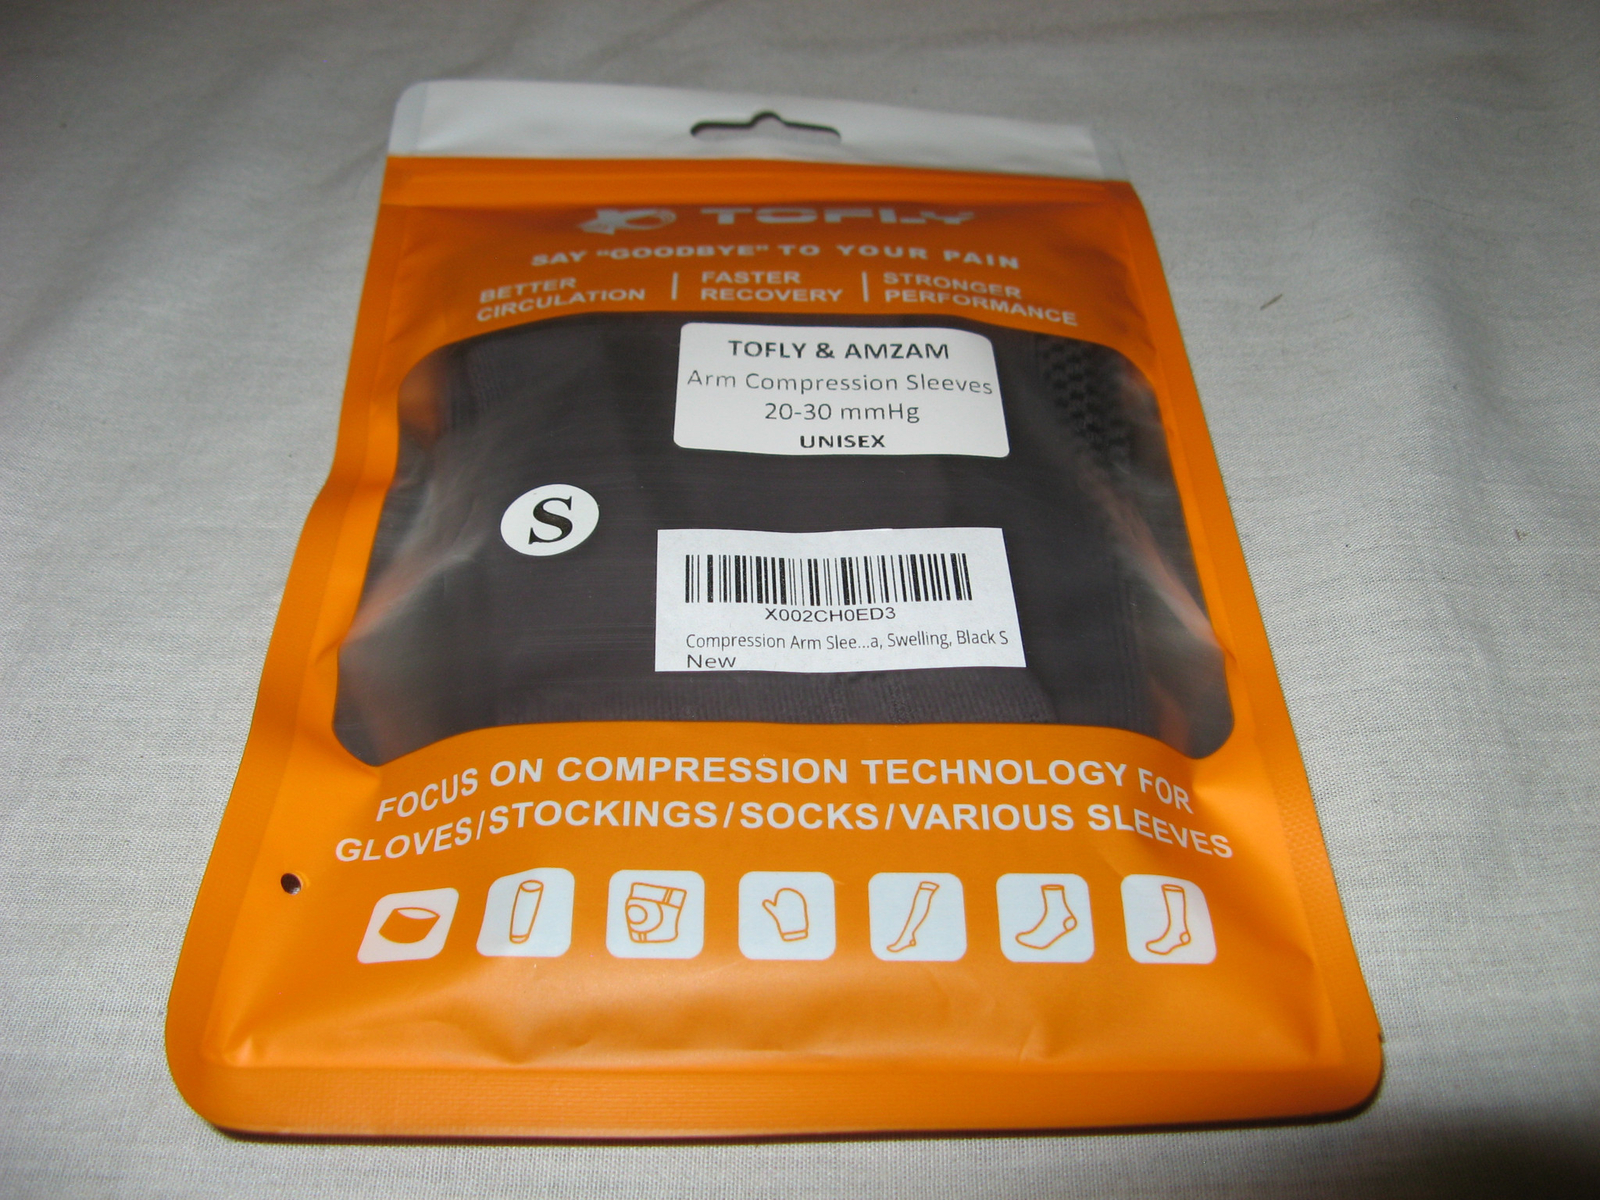 TOFLY
SAY "GOODBYE" TO YOUR PAIN
BETTER
CIRCULATION
FASTER
RECOVERY
STRONGER
PERFORMANCE
TOFLY & AMZAM
Arm Compression Sleeves
20-30 mmHg
UNISEX
S
X002CH0ED3
Compression Arm Slee...a, Swelling, Black S
New
FOCUS ON COMPRESSION TECHNOLOGY FOR
GLOVES/STOCKINGS/SOCKS/VARIOUS SLEEVES